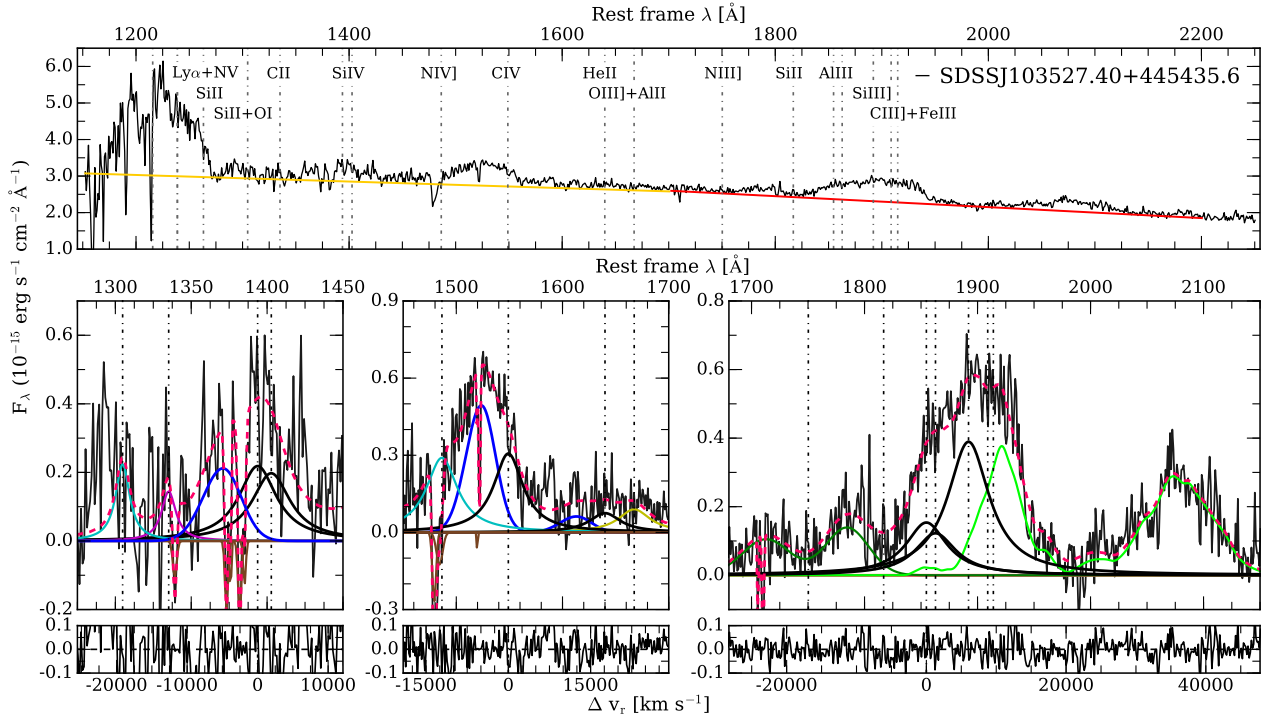 Rest frame λ [Å]
1200 1400 1600 1800 2000 2200
6.0
5.0
4.0
3.0
2.0
1.0
Lyα+NV CII SiIV NIV] CIV HeII NIII] SiII AlIII
SiII OIII]+AlII SiIII]
SiII+OI CIII]+FeIII
− SDSSJ103527.40+445435.6
F_λ (10⁻¹⁵ erg s⁻¹ cm⁻² Å⁻¹)
Rest frame λ [Å]
1300 1350 1400 1450
1500 1600 1700
1700 1800 1900 2000 2100
0.6
0.4
0.2
0.0
-0.2
0.9
0.6
0.3
0.0
-0.3
0.8
0.6
0.4
0.2
0.0
0.1
0.0
-0.1
0.1
0.0
-0.1
0.1
0.0
-0.1
-20000 -10000 0 10000
-15000 0 15000
-20000 0 20000 40000
Δ v_r [km s⁻¹]